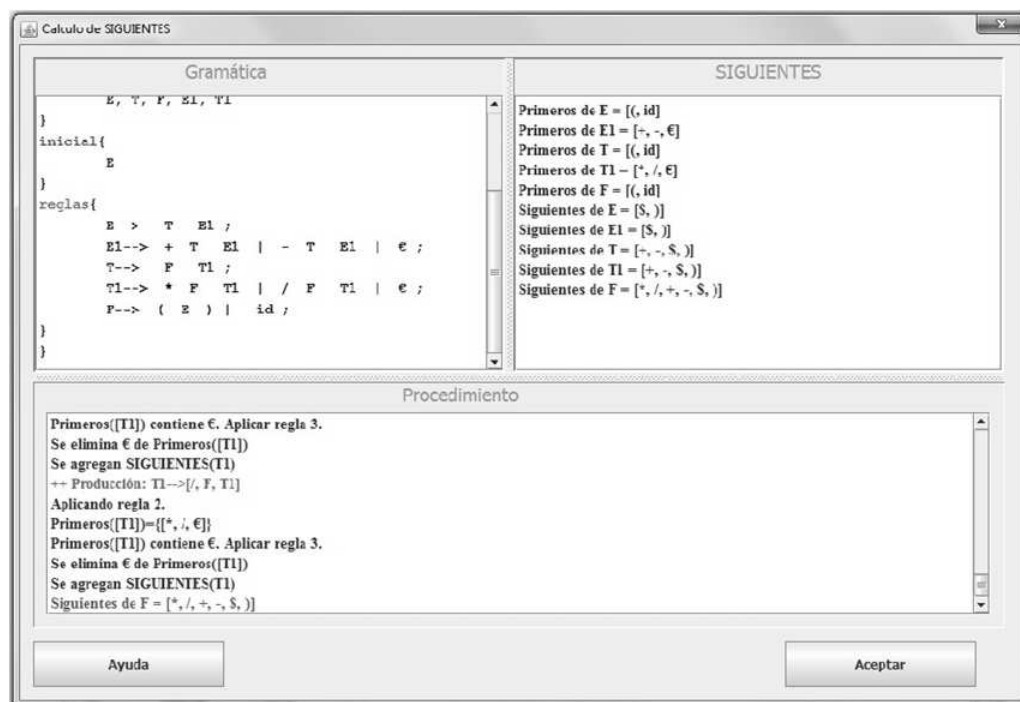 Calculo de SIGUIENTES
Gramática
E, T, F, E1, T1
}
inicial{
E
}
reglas{
E > T E1 ;
E1--> + T E1 | - T E1 | € ;
T--> F T1 ;
T1--> * F T1 | / F T1 | € ;
F--> ( E ) | id ;
}
}
SIGUIENTES
Primeros de E = [(, id]
Primeros de E1 = [+, -, €]
Primeros de T = [(, id]
Primeros de T1 = [*, /, €]
Primeros de F = [(, id]
Siguientes de E = [$, )]
Siguientes de E1 = [$, )]
Siguientes de T = [+, -, $, )]
Siguientes de T1 = [+, -, $, )]
Siguientes de F = [*, /, +, -, $, )]
Procedimiento
Primeros([T1]) contiene €. Aplicar regla 3.
Se elimina € de Primeros([T1])
Se agregan SIGUIENTES(T1)
++ Producción: T1-->[/, F, T1]
Aplicando regla 2.
Primeros([T1])={[*, /, €]}
Primeros([T1]) contiene €. Aplicar regla 3.
Se elimina € de Primeros([T1])
Se agregan SIGUIENTES(T1)
Siguientes de F = [*, /, +, -, $, )]
Ayuda
Aceptar